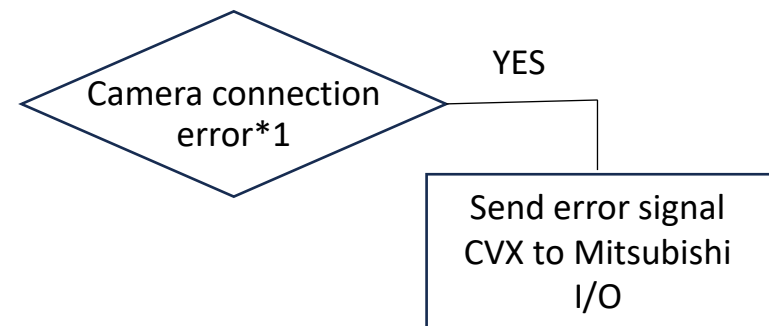 YES
Camera connection
error*1
Send error signal
CVX to Mitsubishi
I/O